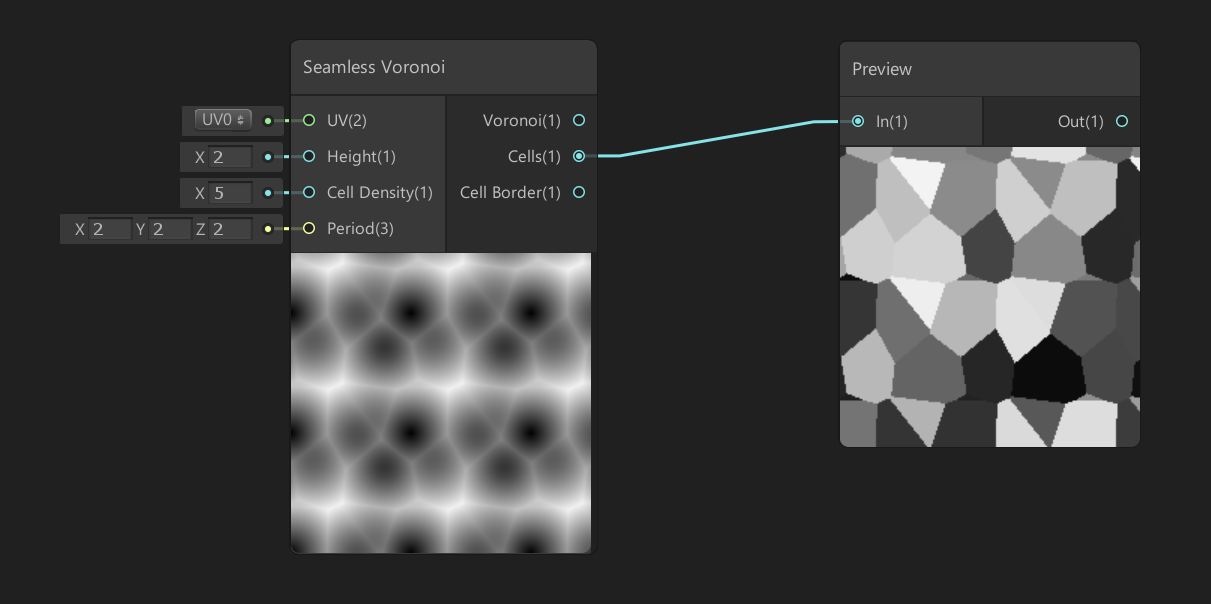 Seamless Voronoi
UV0 UV(2) Voronoi(1)
X 2 Height(1) Cells(1)
X 5 Cell Density(1) Cell Border(1)
X 2 Y 2 Z 2 Period(3)
Preview
In(1) Out(1)